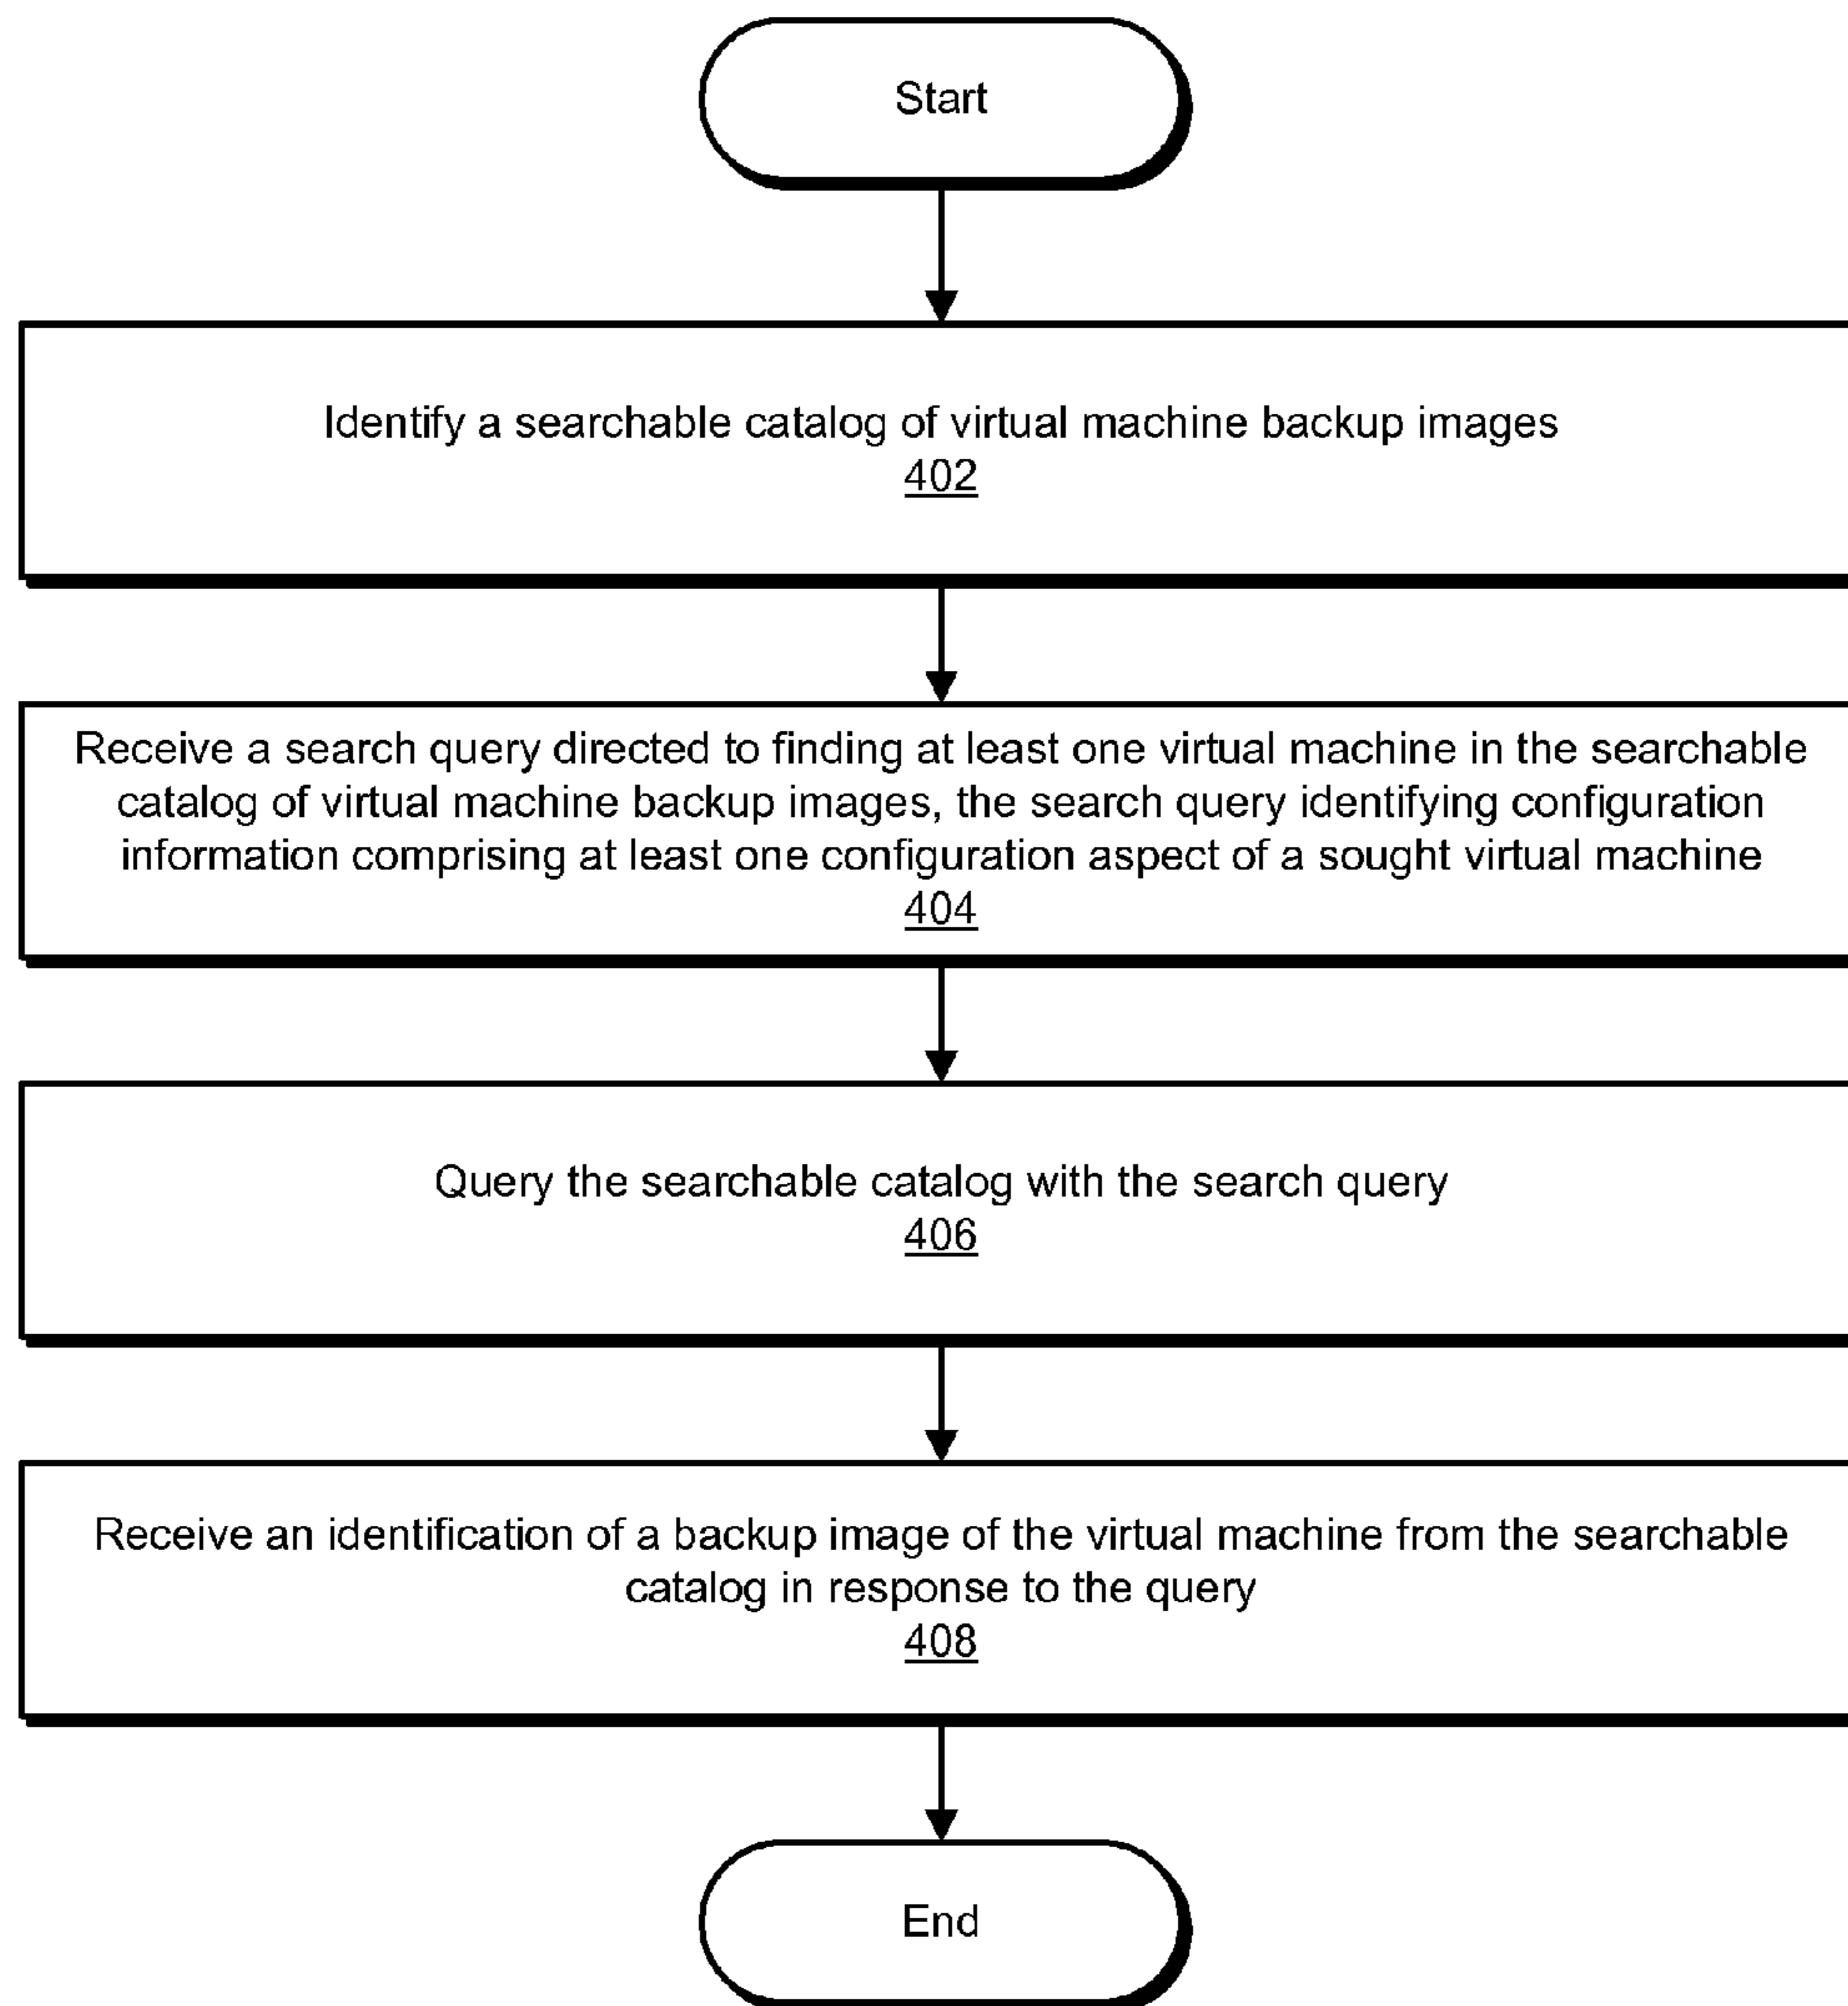 Start
Identify a searchable catalog of virtual machine backup images
402
Receive a search query directed to finding at least one virtual machine in the searchable
catalog of virtual machine backup images, the search query identifying configuration
information comprising at least one configuration aspect of a sought virtual machine
404
Query the searchable catalog with the search query
406
Receive an identification of a backup image of the virtual machine from the searchable
catalog in response to the query
408
End